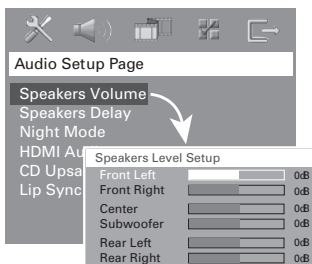 Audio Setup Page
Speakers Volume
Speakers Delay
Night Mode
HDMI Au
CD Upsa
Lip Sync
Speakers Level Setup
Front Left 0dB
Front Right 0dB
Center 0dB
Subwoofer 0dB
Rear Left 0dB
Rear Right 0dB